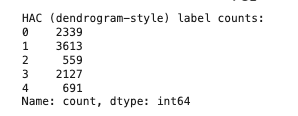 HAC (dendrogram-style) label counts:
0    2339
1    3613
2     559
3    2127
4     691
Name: count, dtype: int64